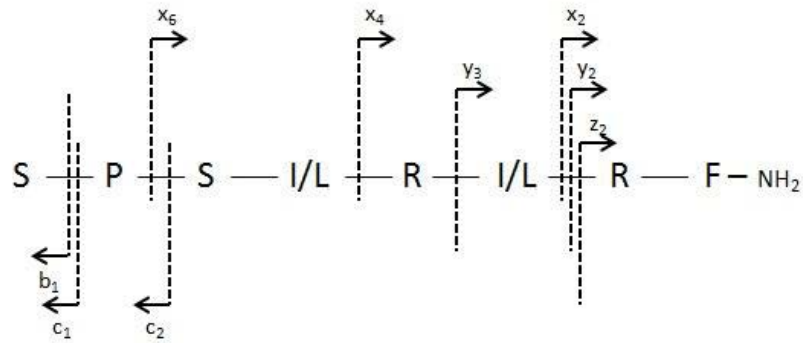 x₆ x₄ x₂
y₃ y₂
z₂
S — P — S — I/L — R — I/L — R — F – NH₂
b₁
c₁ c₂